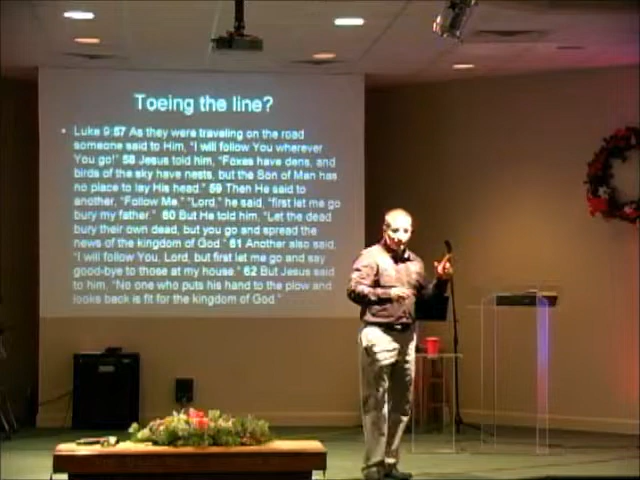 Toeing the line?
• Luke 9:57 As they were traveling on the road
someone said to Him, "I will follow You wherever
You go!" 58 Jesus told him, "Foxes have dens, and
birds of the sky have nests, but the Son of Man has
no place to lay His head." 59 Then He said to
another, "Follow Me." "Lord," he said, "first let me go
bury my father." 60 But He told him, "Let the dead
bury their own dead, but you go and spread the
news of the kingdom of God." 61 Another also said,
"I will follow You, Lord, but first let me go and say
good-bye to those at my house." 62 But Jesus said
to him, "No one who puts his hand to the plow and
looks back is fit for the kingdom of God."